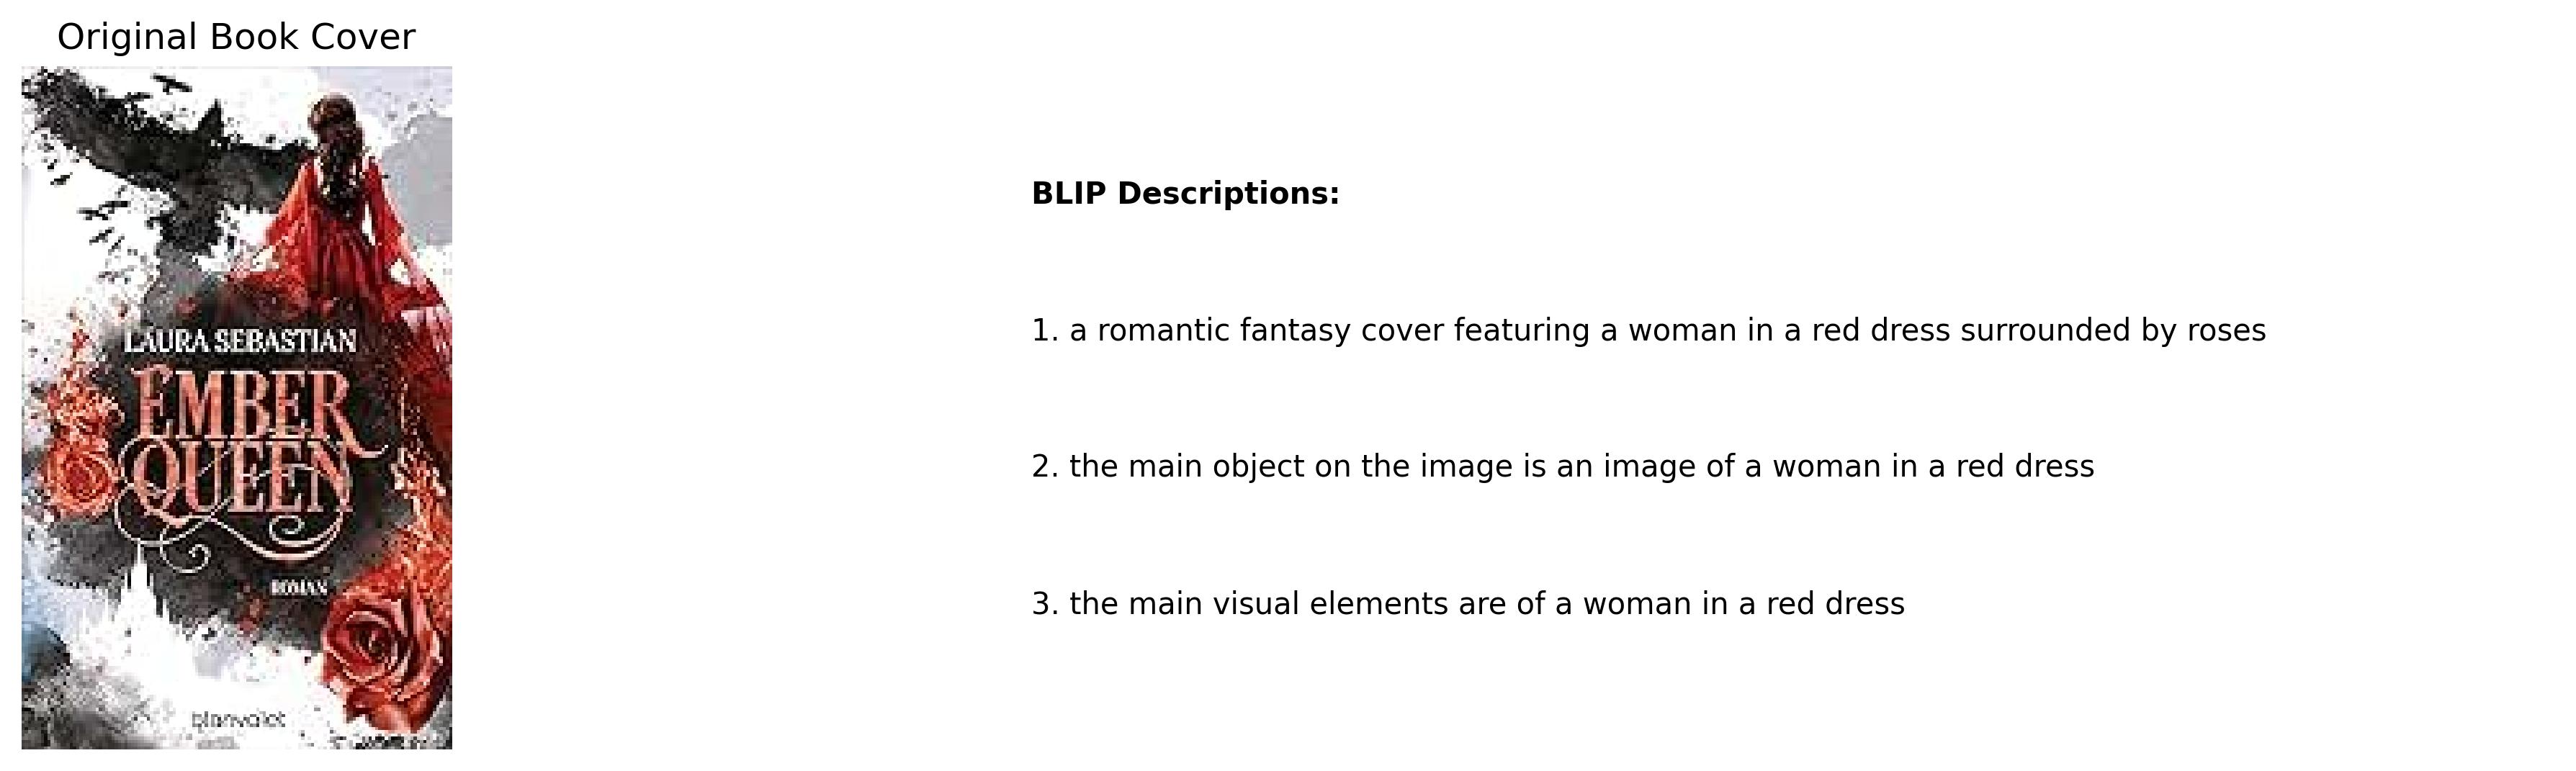 Original Book Cover
LAURA SEBASTIAN
EMBER
QUEEN
ROMAN
blanvalet
BLIP Descriptions:
1. a romantic fantasy cover featuring a woman in a red dress surrounded by roses
2. the main object on the image is an image of a woman in a red dress
3. the main visual elements are of a woman in a red dress